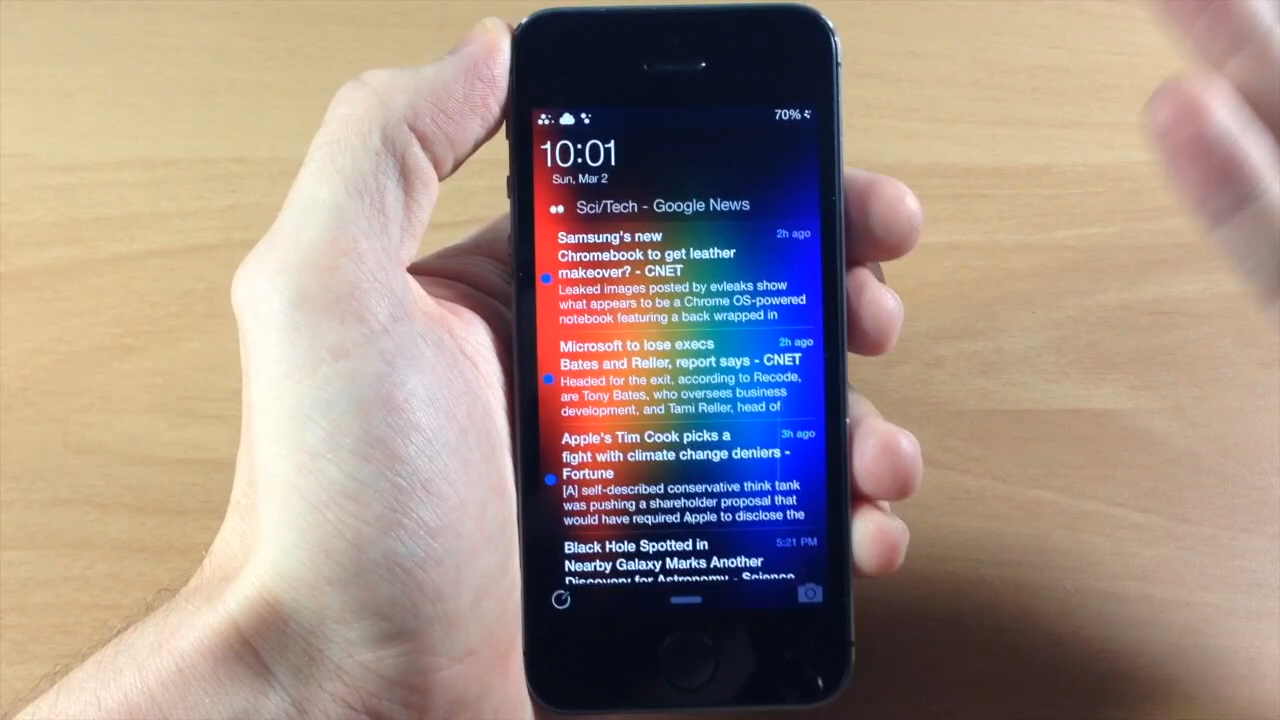 70%
10:01
Sun, Mar 2
Sci/Tech - Google News
Samsung's new
2h ago
Chromebook to get leather
makeover? - CNET
Leaked images posted by evleaks show
what appears to be a Chrome OS-powered
notebook featuring a back wrapped in
Microsoft to lose execs
2h ago
Bates and Reller, report says - CNET
Headed for the exit, according to Recode,
are Tony Bates, who oversees business
development, and Tami Reller, head of
Apple's Tim Cook picks a
3h ago
fight with climate change deniers -
Fortune
[A] self-described conservative think tank
was pushing a shareholder proposal that
would have required Apple to disclose the
Black Hole Spotted in
5:21 PM
Nearby Galaxy Marks Another
Discovery for Astronomy - Science